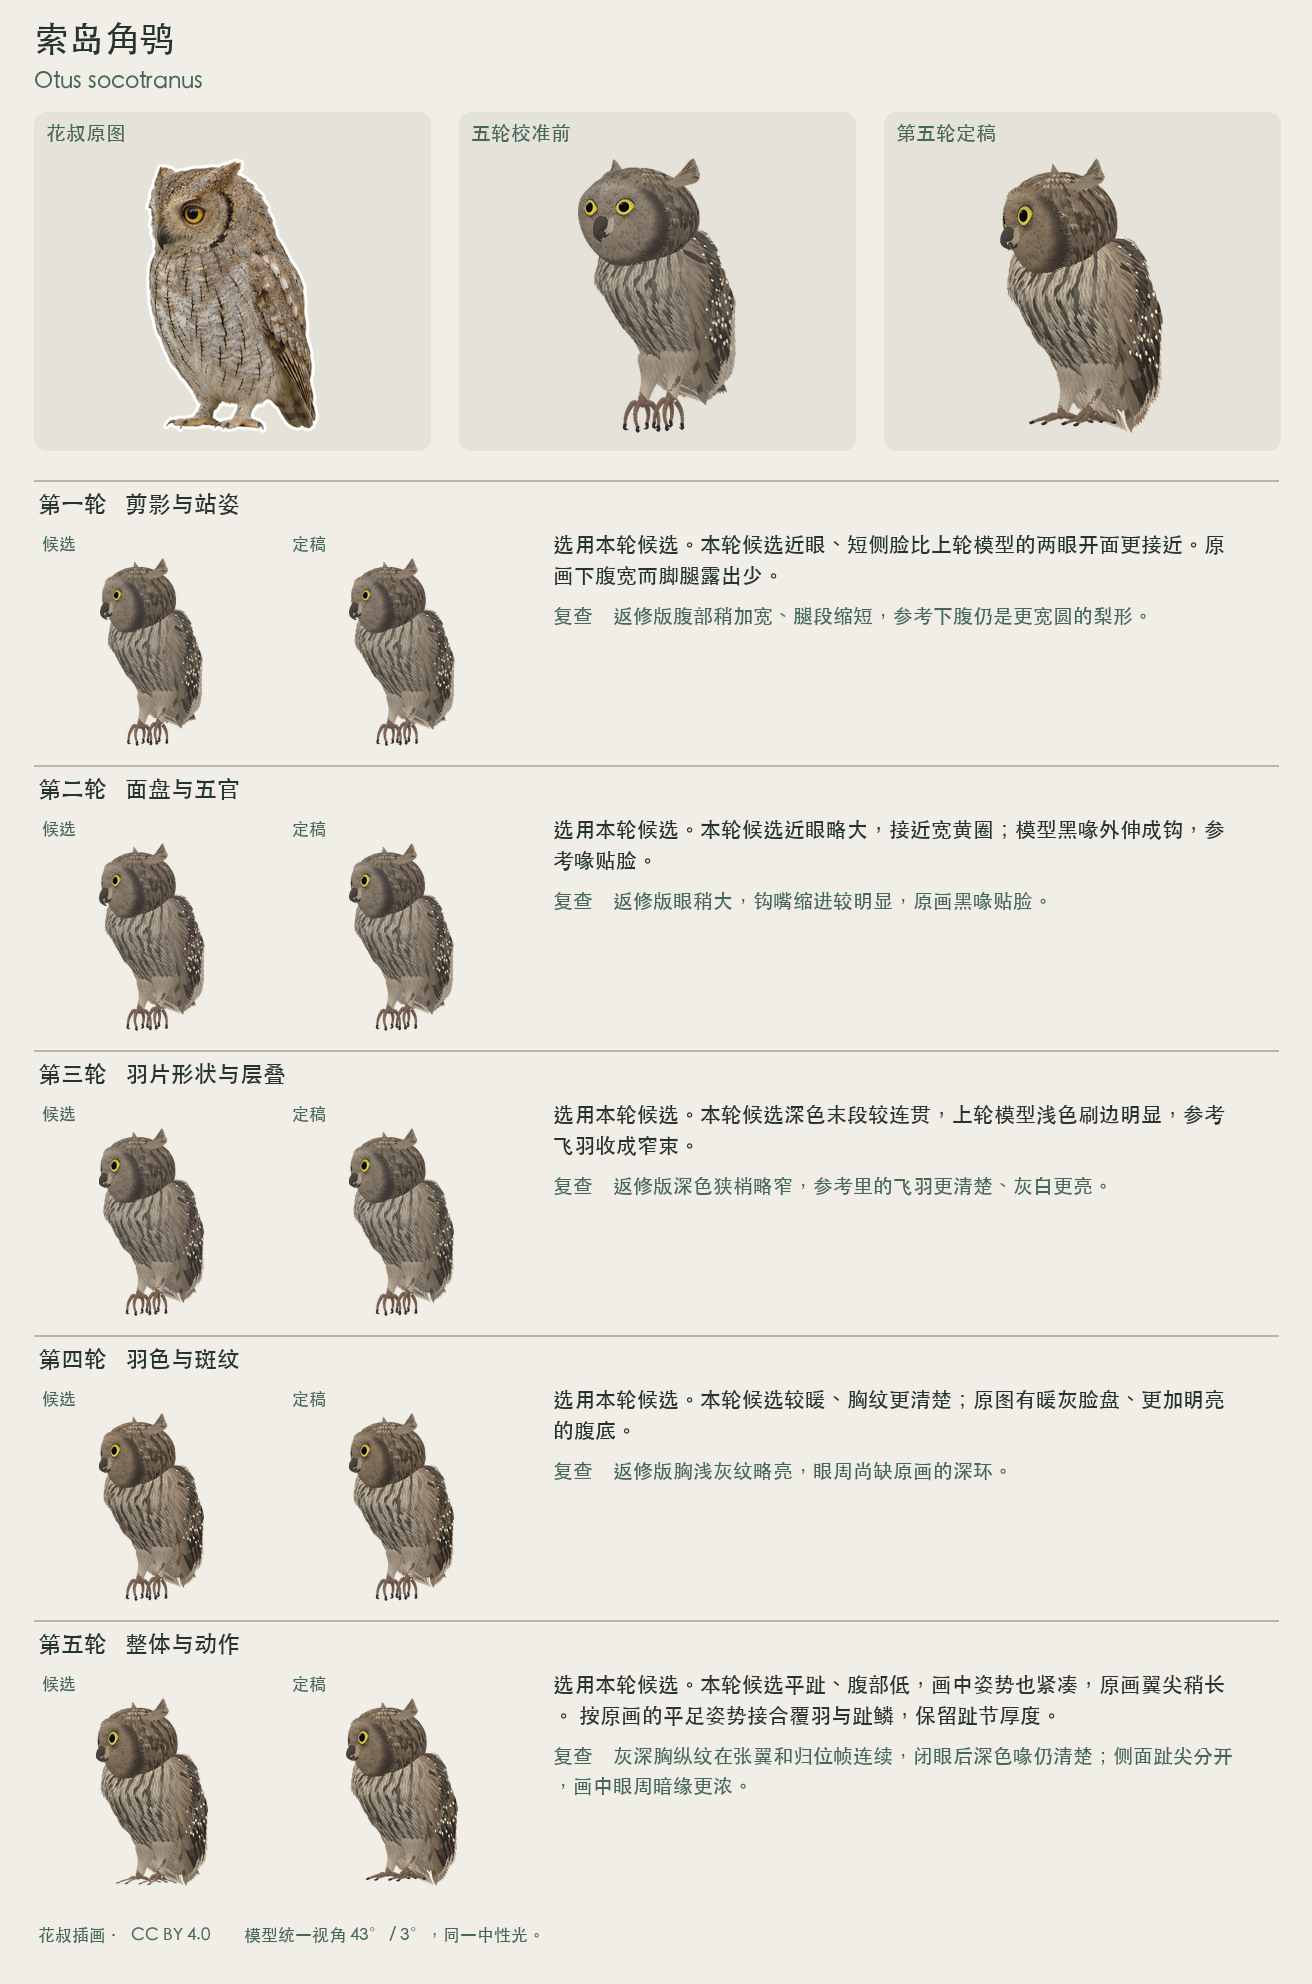 索岛角鸮
Otus socotranus
花叔原图
五轮校准前
第五轮定稿
第一轮 剪影与站姿
候选
定稿
选用本轮候选。本轮候选近眼、短侧脸比上轮模型的两眼开面更接近。原
画下腹宽而脚腿露出少。
复查 返修版腹部稍加宽、腿段缩短，参考下腹仍是更宽圆的梨形。
第二轮 面盘与五官
候选
定稿
选用本轮候选。本轮候选近眼略大，接近宽黄圈；模型黑喙外伸成钩，参
考喙贴脸。
复查 返修版眼稍大，钩嘴缩进较明显，原画黑喙贴脸。
第三轮 羽片形状与层叠
候选
定稿
选用本轮候选。本轮候选深色末段较连贯，上轮模型浅色刷边明显，参考
飞羽收成窄束。
复查 返修版深色狭梢略窄，参考里的飞羽更清楚、灰白更亮。
第四轮 羽色与斑纹
候选
定稿
选用本轮候选。本轮候选较暖、胸纹更清楚；原图有暖灰脸盘、更加明亮
的腹底。
复查 返修版胸浅灰纹略亮，眼周尚缺原画的深环。
第五轮 整体与动作
候选
定稿
选用本轮候选。本轮候选平趾、腹部低，画中姿势也紧凑，原画翼尖稍长
。 按原画的平足姿势接合覆羽与趾鳞，保留趾节厚度。
复查 灰深胸纵纹在张翼和归位帧连续，闭眼后深色喙仍清楚；侧面趾尖分开
，画中眼周暗缘更浓。
花叔插画 · CC BY 4.0 模型统一视角 43° / 3° ，同一中性光。